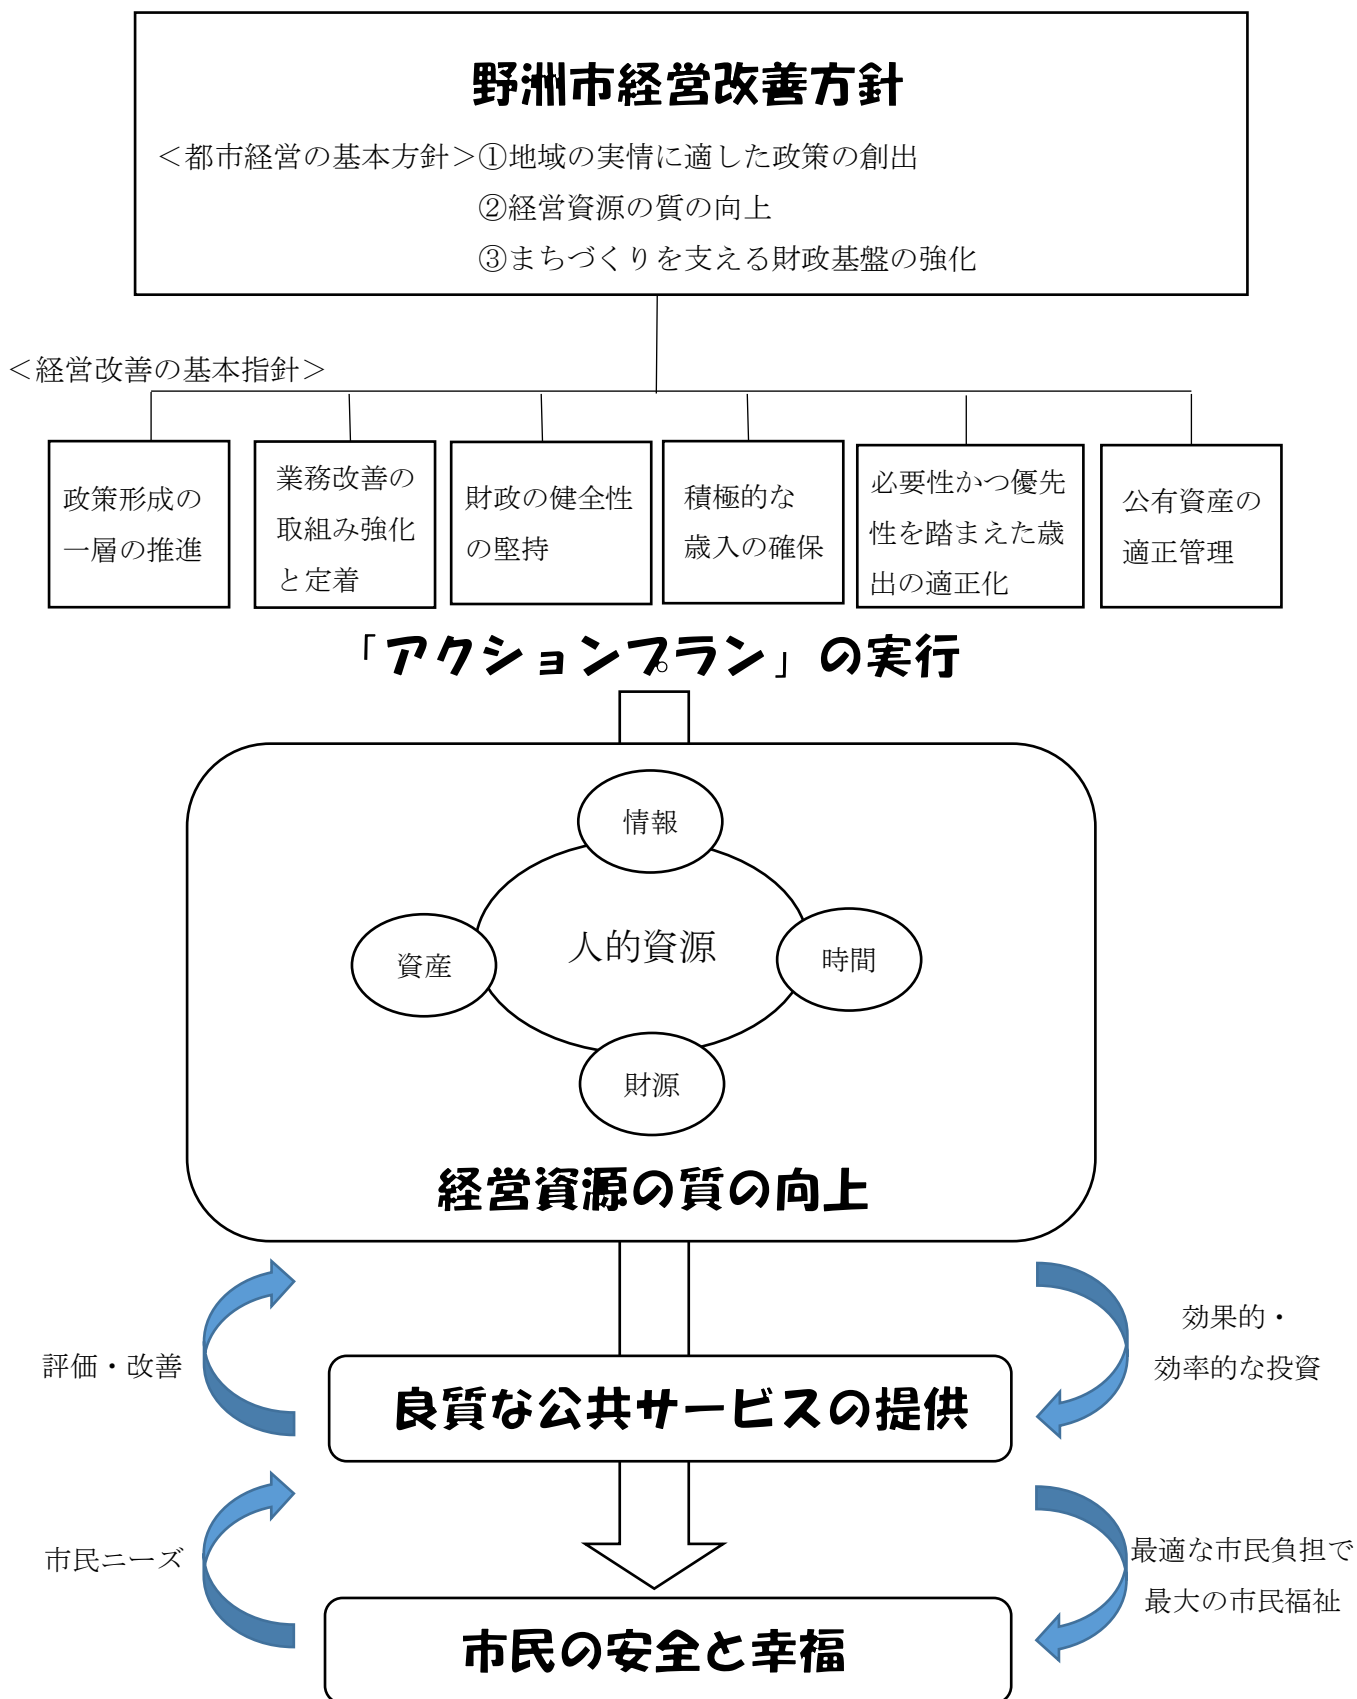 野洲市経営改善方針
＜都市経営の基本方針＞①地域の実情に適した政策の創出
②経営資源の質の向上
③まちづくりを支える財政基盤の強化
＜経営改善の基本指針＞
政策形成の
一層の推進
業務改善の
取組み強化
と定着
財政の健全性
の堅持
積極的な
歳入の確保
必要性かつ優先
性を踏まえた歳
出の適正化
公有資産の
適正管理
「アクションプラン」の実行
情報
資産
人的資源
時間
財源
経営資源の質の向上
評価・改善
効果的・
効率的な投資
良質な公共サービスの提供
市民ニーズ
最適な市民負担で
最大の市民福祉
市民の安全と幸福